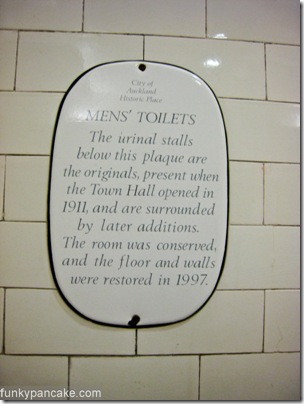 City of
Auckland
Historic Place
MENS' TOILETS
The urinal stalls
below this plaque are
the originals, present when
the Town Hall opened in
1911, and are surrounded
by later additions.
The room was conserved,
and the floor and walls
were restored in 1997.
funkypancake.com